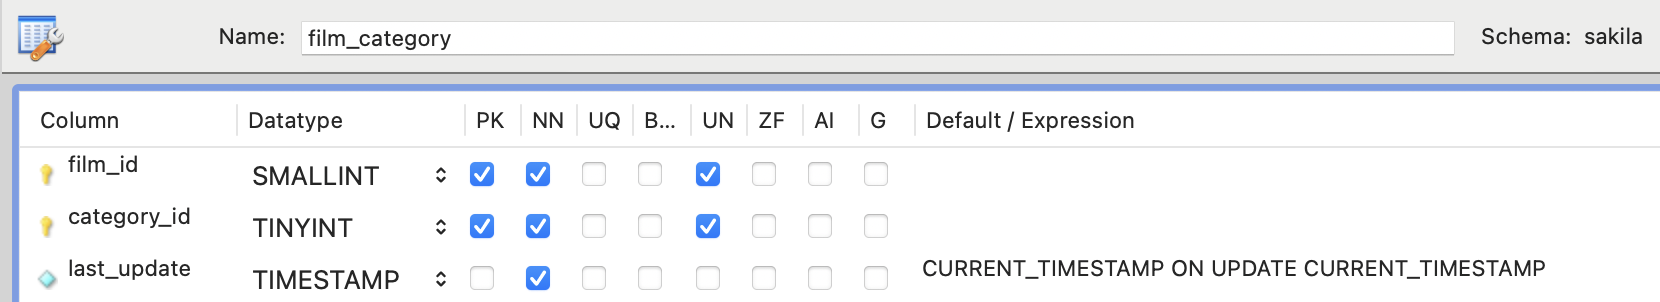 Name: film_category Schema: sakila
Column Datatype PK NN UQ B... UN ZF AI G Default / Expression
film_id SMALLINT
category_id TINYINT
last_update TIMESTAMP CURRENT_TIMESTAMP ON UPDATE CURRENT_TIMESTAMP